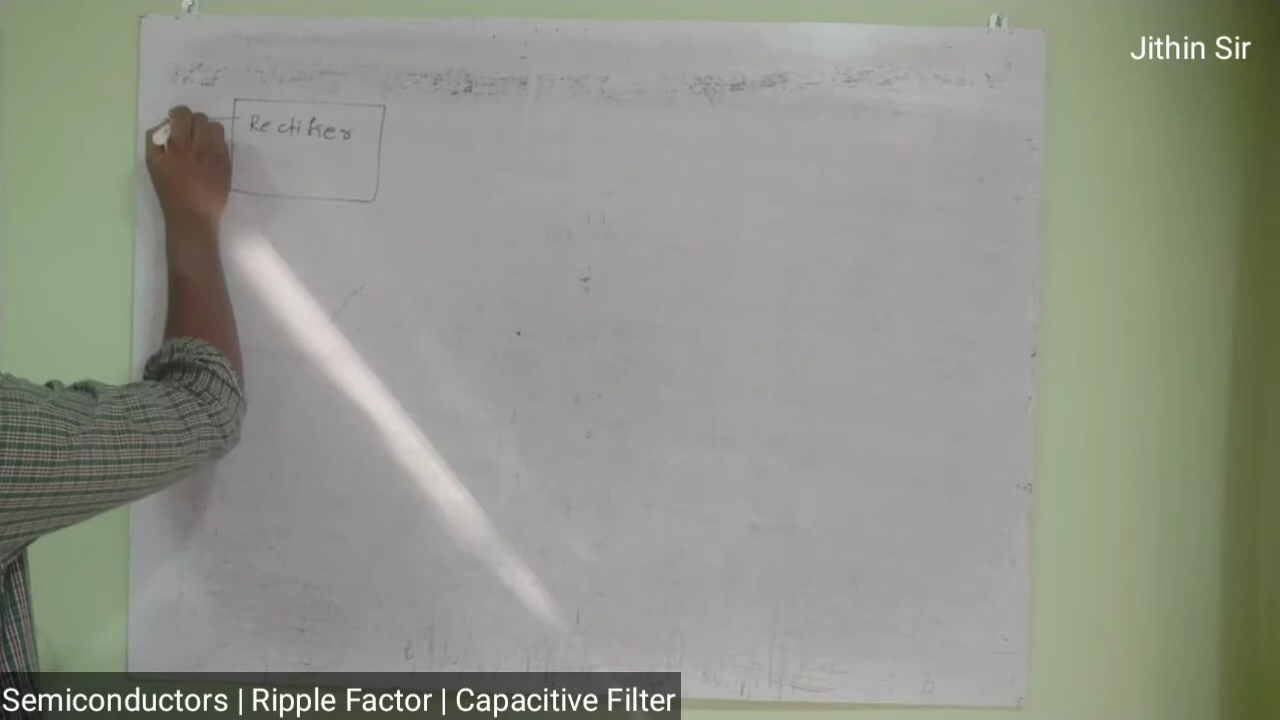 Jithin Sir
Rectifier
Semiconductors | Ripple Factor | Capacitive Filter